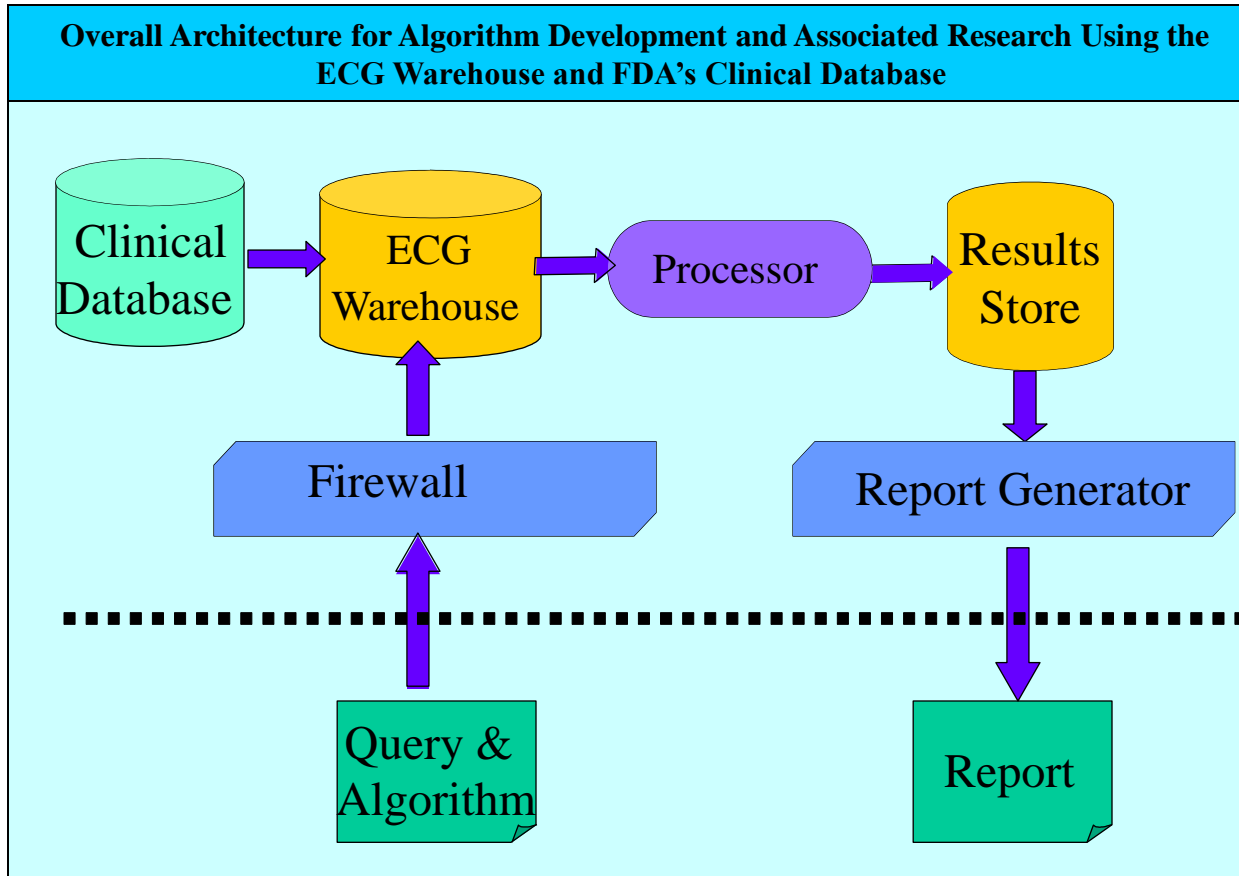 Overall Architecture for Algorithm Development and Associated Research Using the
ECG Warehouse and FDA's Clinical Database
Clinical
Database
ECG
Warehouse
Processor
Results
Store
Firewall
Report Generator
Query &
Algorithm
Report